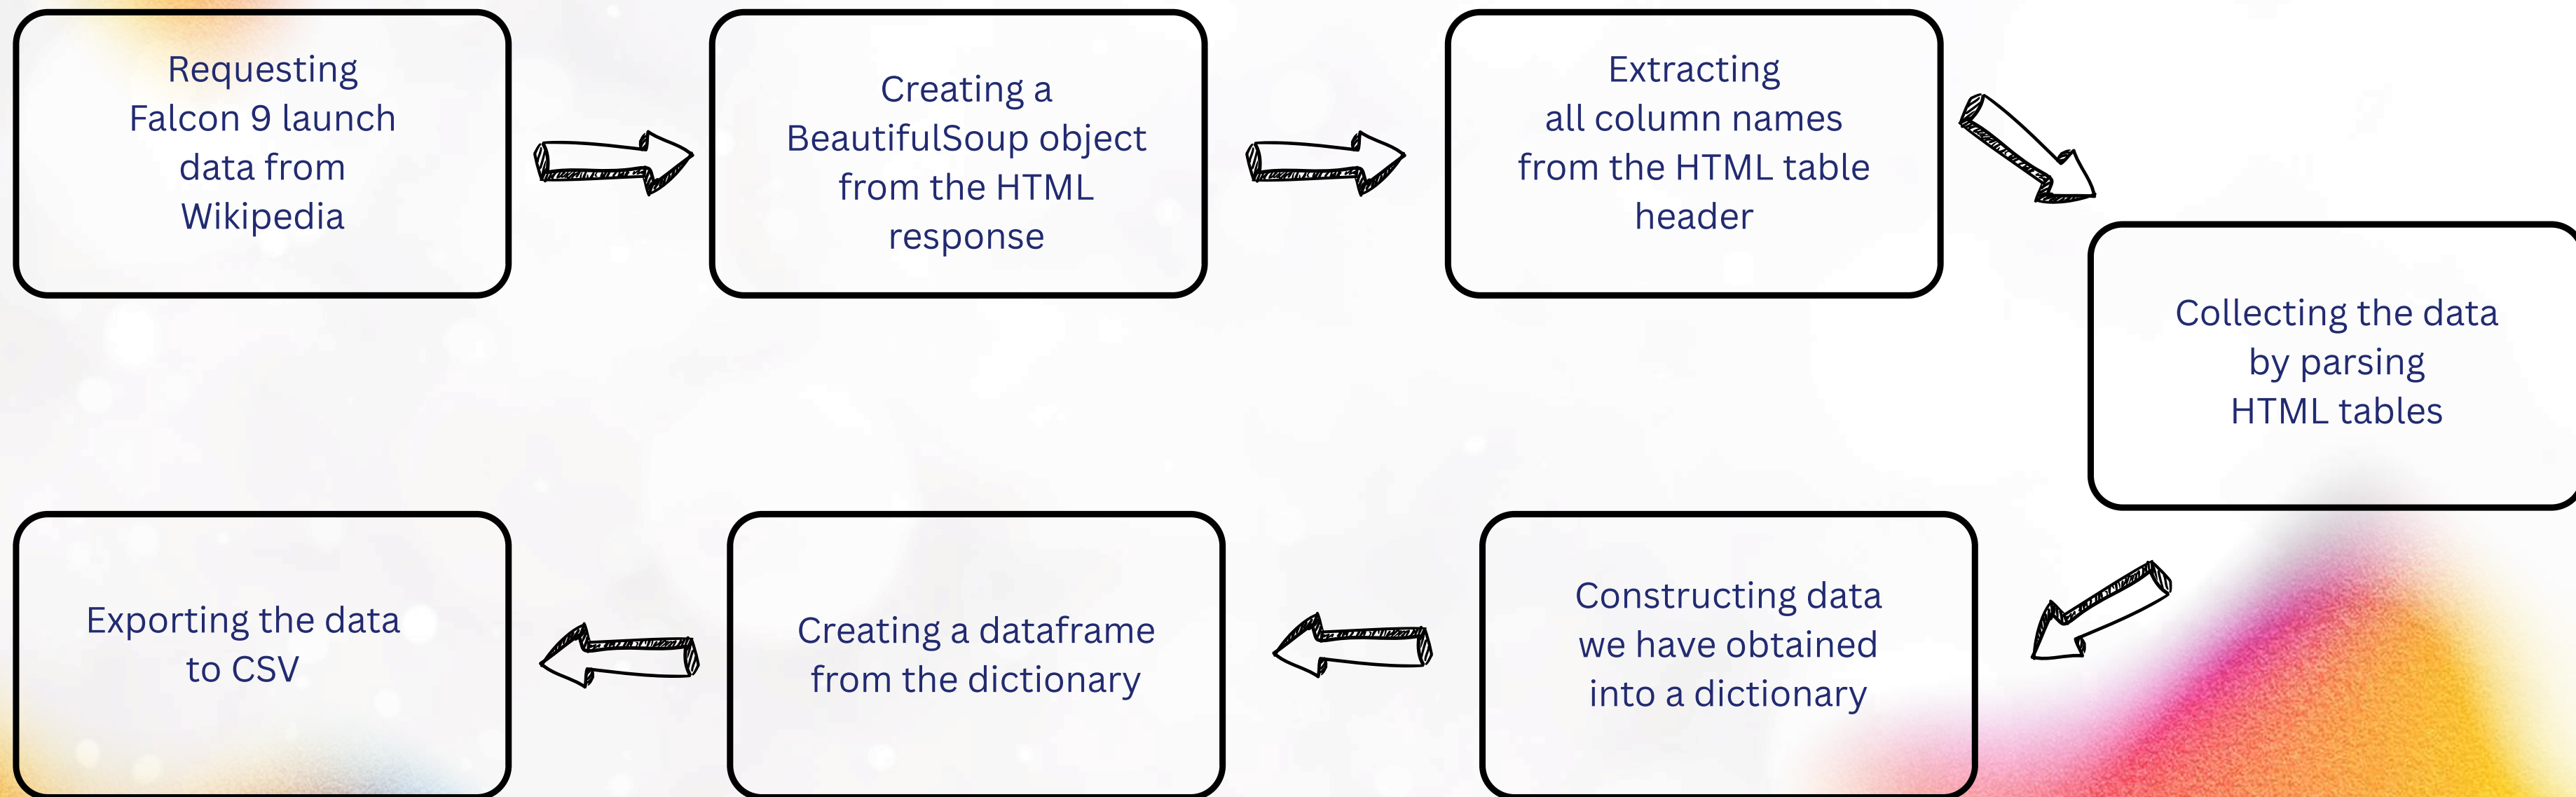 Requesting
Falcon 9 launch
data from
Wikipedia
Creating a
BeautifulSoup object
from the HTML
response
Extracting
all column names
from the HTML table
header
Collecting the data
by parsing
HTML tables
Constructing data
we have obtained
into a dictionary
Creating a dataframe
from the dictionary
Exporting the data
to CSV